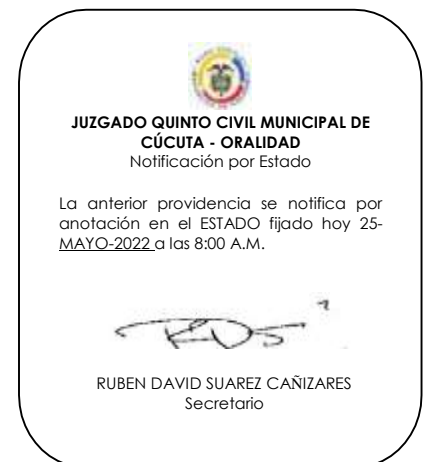 JUZGADO QUINTO CIVIL MUNICIPAL DE
CÚCUTA - ORALIDAD
Notificación por Estado
La anterior providencia se notifica por
anotación en el ESTADO fijado hoy 25-
MAYO-2022 a las 8:00 A.M.
RUBEN DAVID SUAREZ CAÑIZARES
Secretario